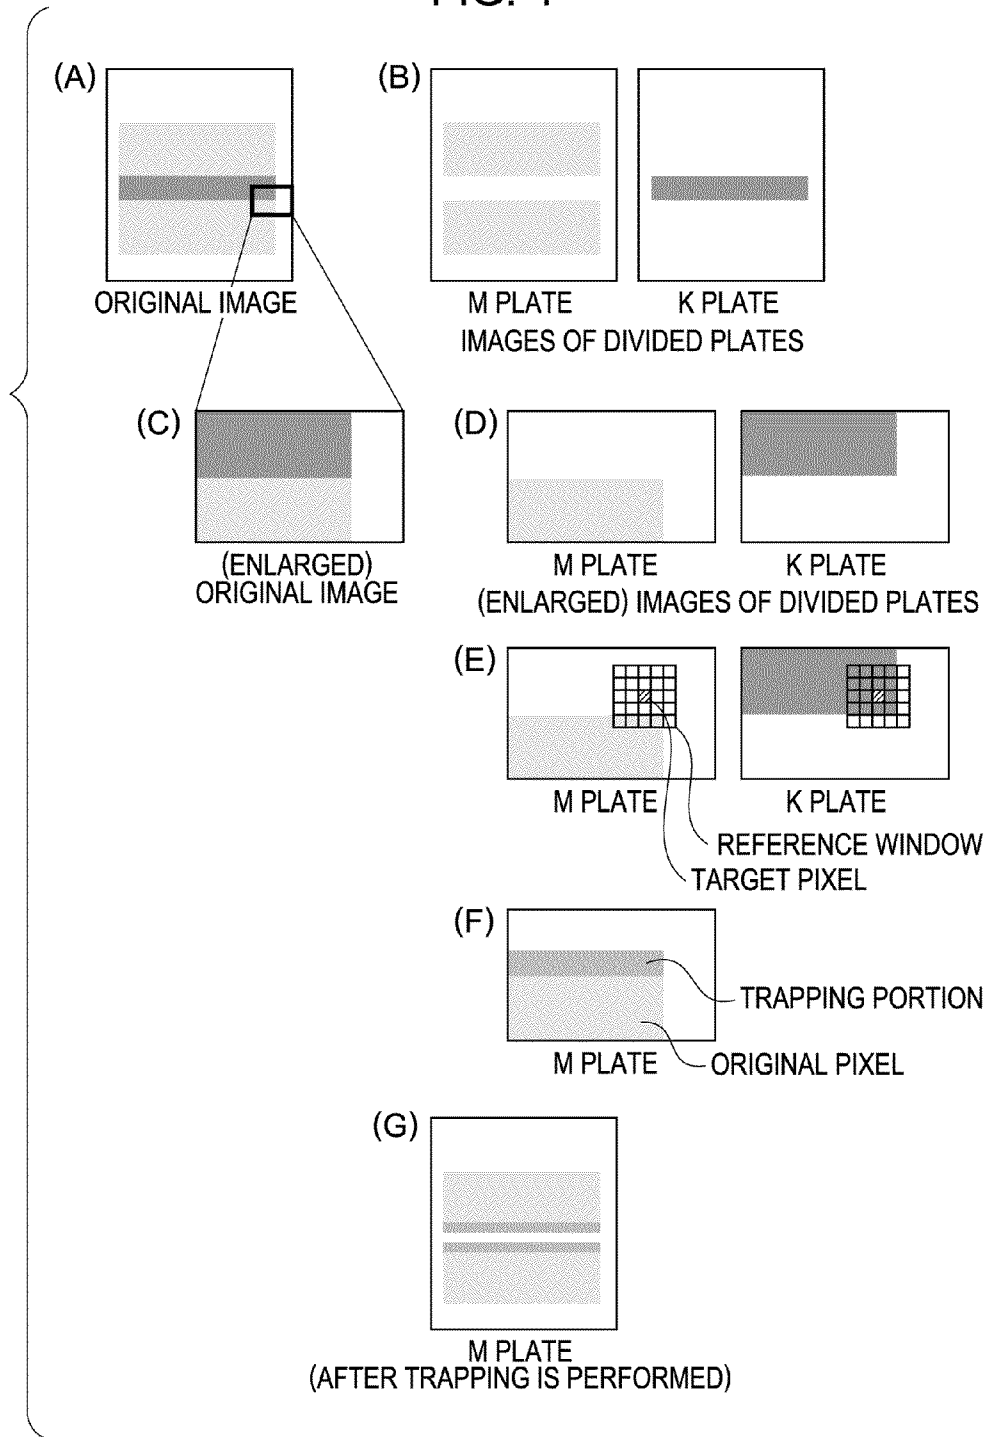 (A)
(B)
ORIGINAL IMAGE
M PLATE
K PLATE
IMAGES OF DIVIDED PLATES
(C)
(D)
(ENLARGED)
ORIGINAL IMAGE
M PLATE
K PLATE
(ENLARGED) IMAGES OF DIVIDED PLATES
(E)
M PLATE
K PLATE
REFERENCE WINDOW
TARGET PIXEL
(F)
TRAPPING PORTION
M PLATE
ORIGINAL PIXEL
(G)
M PLATE
(AFTER TRAPPING IS PERFORMED)